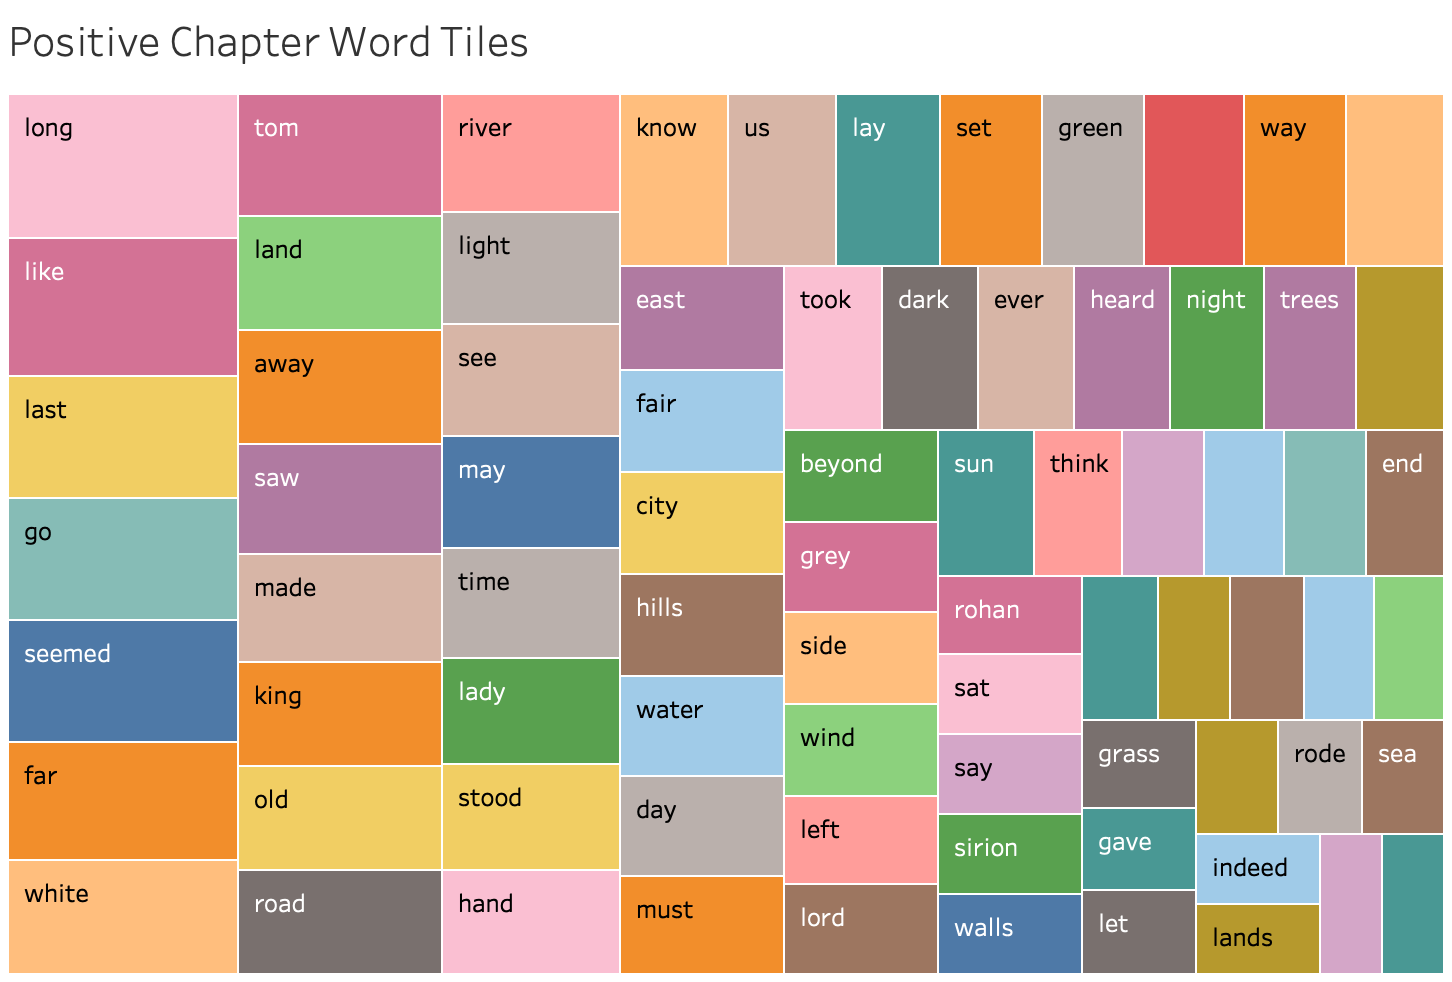 Positive Chapter Word Tiles
long
like
last
go
seemed
far
white
tom
land
away
saw
made
king
old
road
river
light
see
may
time
lady
stood
hand
know
us
lay
set
green
way
east
fair
city
hills
water
day
must
took
dark
ever
heard
night
trees
beyond
grey
side
wind
left
lord
sun
think
end
rohan
sat
say
sirion
walls
grass
gave
let
rode
sea
indeed
lands